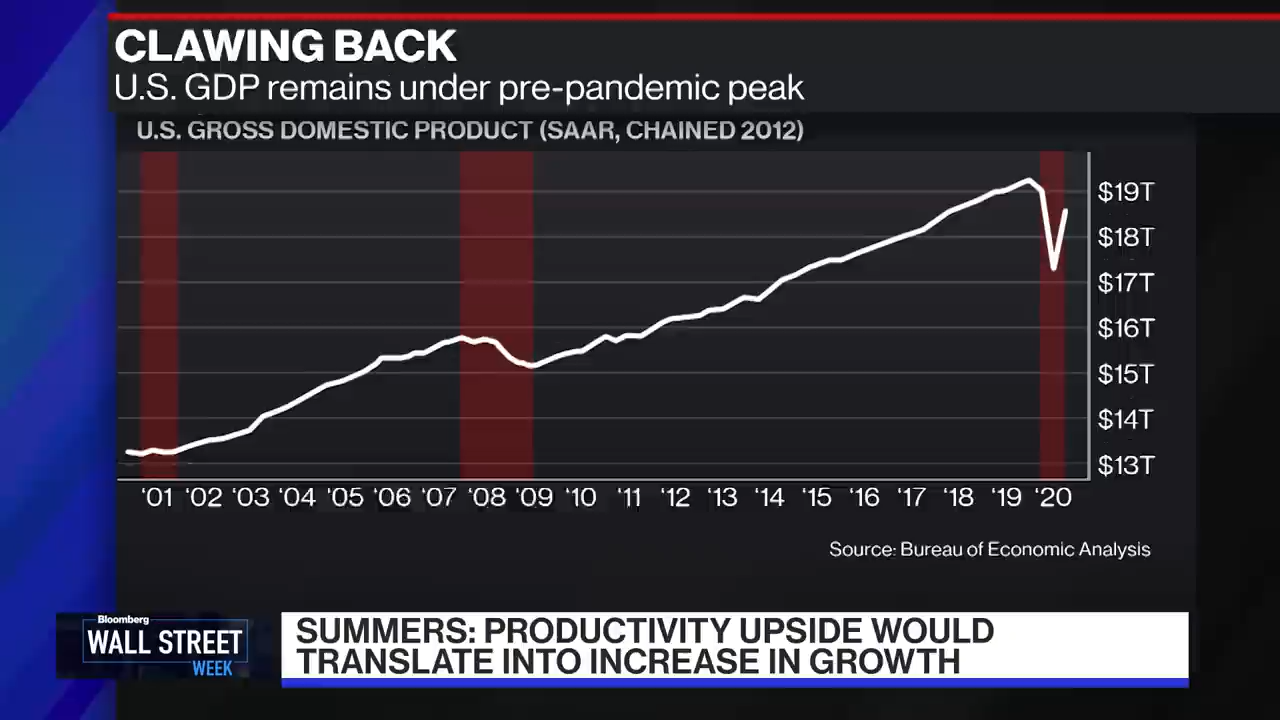 CLAWING BACK
U.S. GDP remains under pre-pandemic peak
U.S. GROSS DOMESTIC PRODUCT (SAAR, CHAINED 2012)
$19T
$18T
$17T
$16T
$15T
$14T
$13T
‘01 ‘02 ‘03 ‘04 ‘05 ‘06 ‘07 ‘08 ‘09 ‘10 ‘11 ‘12 ‘13 ‘14 ‘15 ‘16 ‘17 ‘18 ‘19 ‘20
Source: Bureau of Economic Analysis
Bloomberg
WALL STREET
WEEK
SUMMERS: PRODUCTIVITY UPSIDE WOULD
TRANSLATE INTO INCREASE IN GROWTH